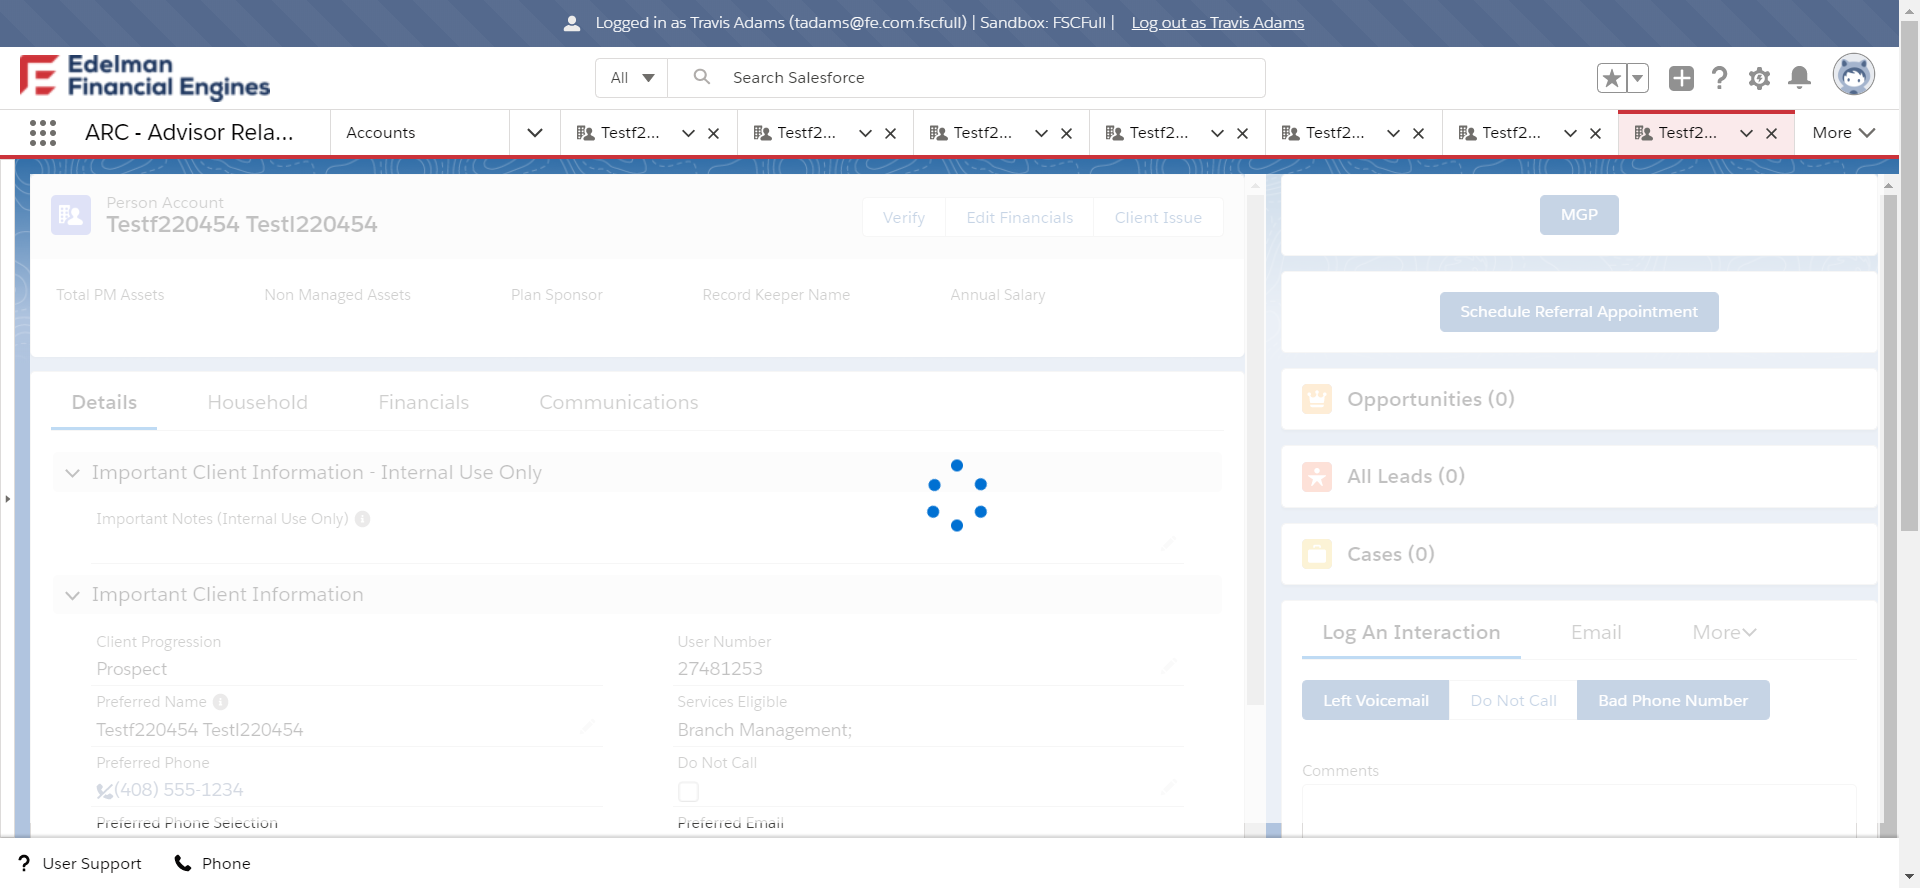 Logged in as Travis Adams (tadams@fe.com.fscfull) | Sandbox: FSCFull | Log out as Travis Adams
Edelman
Financial Engines
All
Search Salesforce
ARC - Advisor Rela...
Accounts
Testf2...
Testf2...
Testf2...
Testf2...
Testf2...
Testf2...
Testf2...
More
Person Account
Testf220454 Testl220454
Verify
Edit Financials
Client Issue
Total PM Assets
Non Managed Assets
Plan Sponsor
Record Keeper Name
Annual Salary
Details
Household
Financials
Communications
Important Client Information - Internal Use Only
Important Notes (Internal Use Only)
Important Client Information
Client Progression
Prospect
User Number
27481253
Preferred Name
Testf220454 Testl220454
Services Eligible
Branch Management;
Preferred Phone
(408) 555-1234
Do Not Call
Preferred Phone Selection
Preferred Email
MGP
Schedule Referral Appointment
Opportunities (0)
All Leads (0)
Cases (0)
Log An Interaction
Email
More
Left Voicemail
Do Not Call
Bad Phone Number
Comments
User Support
Phone